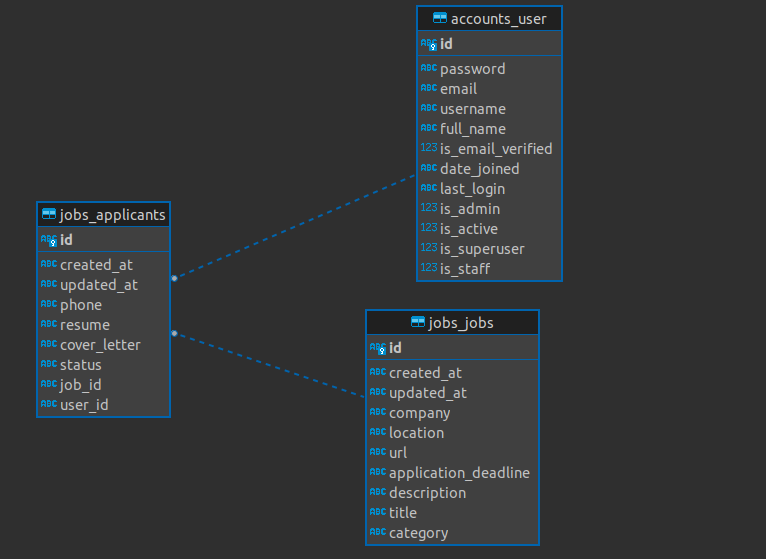 accounts_user
ABC id
ABC password
ABC email
ABC username
ABC full_name
123 is_email_verified
ABC date_joined
ABC last_login
123 is_admin
123 is_active
123 is_superuser
123 is_staff
jobs_applicants
ABC id
ABC created_at
ABC updated_at
ABC phone
ABC resume
ABC cover_letter
ABC status
ABC job_id
ABC user_id
jobs_jobs
ABC id
ABC created_at
ABC updated_at
ABC company
ABC location
ABC url
ABC application_deadline
ABC description
ABC title
ABC category